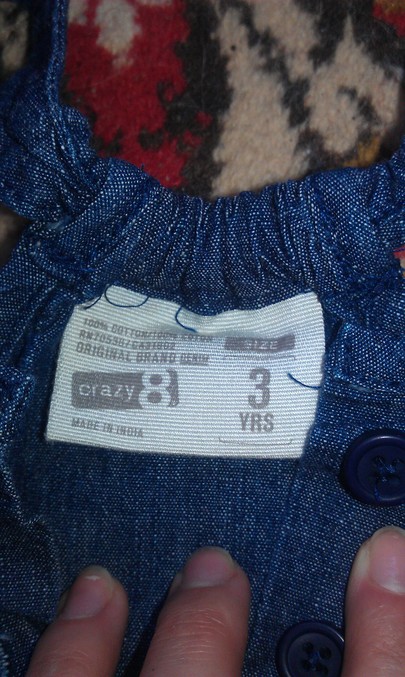 100% COTTON/100% COTON
ORIGINAL BRAND DENIM
crazy 8
MADE IN INDIA
SIZE
3
YRS